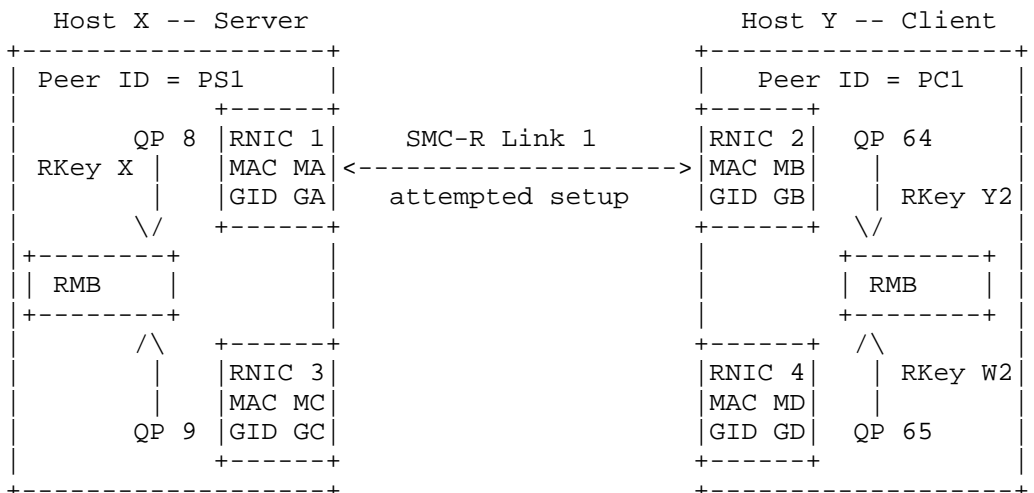 Host X -- Server                    Host Y -- Client
Peer ID = PS1                       Peer ID = PC1
QP 8 RNIC 1    SMC-R Link 1    RNIC 2 QP 64
RKey X MAC MA                  MAC MB
GID GA    attempted setup    GID GB RKey Y2
RMB                            RMB
RNIC 3                         RNIC 4 RKey W2
MAC MC                         MAC MD
QP 9 GID GC                    GID GD QP 65